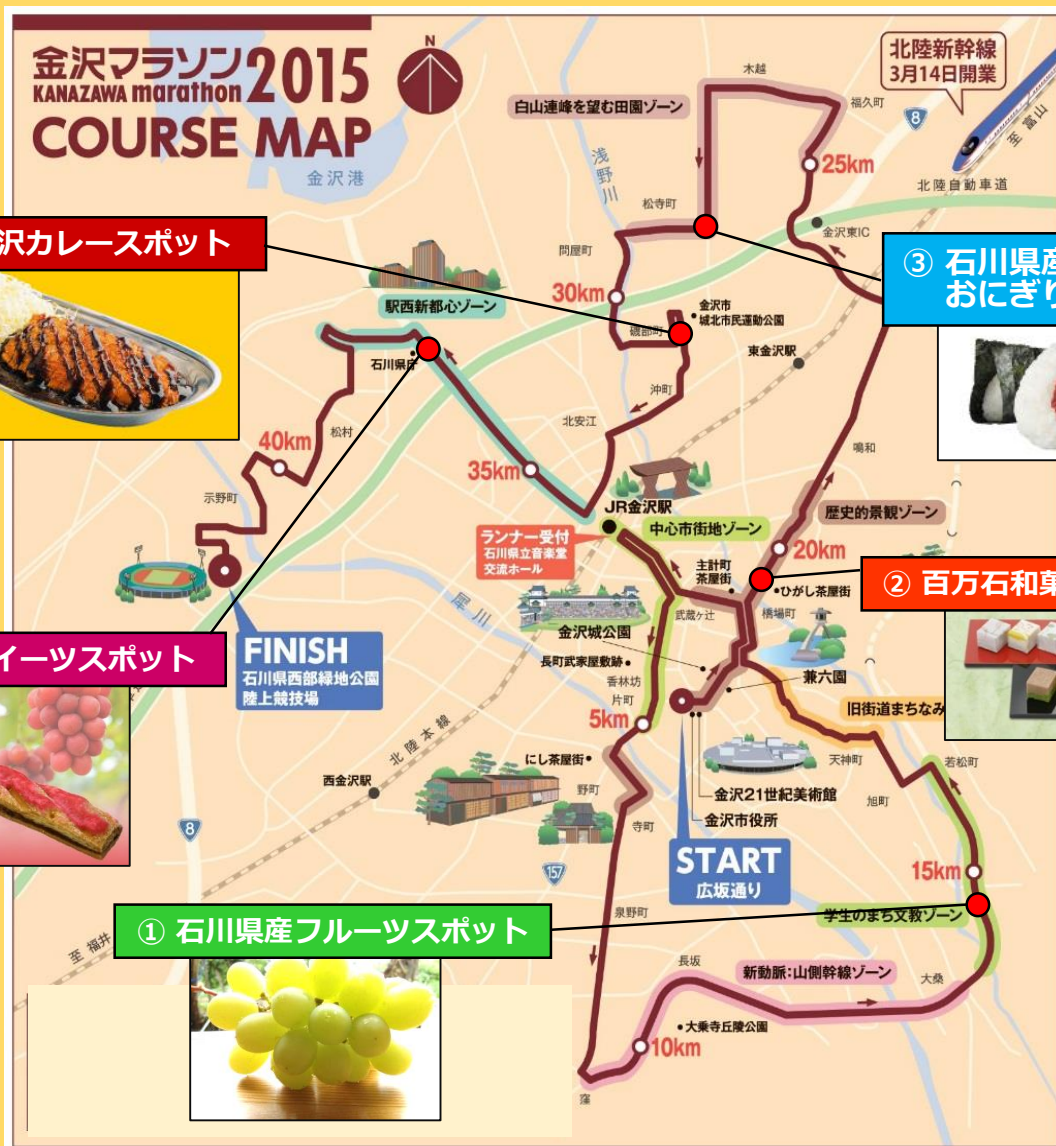 金沢マラソン2015
KANAZAWA marathon
COURSE MAP
N
金沢港
北陸新幹線
3月14日開業
至 富山
白山連峰を望む田園ゾーン
木越
福久町
8
25km
北陸自動車道
浅野川
松寺町
金沢東IC
問屋町
沢カレースポット
③ 石川県産
おにぎり
駅西新都心ゾーン
30km
金沢市
城北市民運動公園
磯部町
東金沢駅
石川県庁
沖町
北安江
松村
40km
35km
鳴和
示野町
JR金沢駅
ランナー受付
石川県立音楽堂
交流ホール
中心市街地ゾーン
歴史的景観ゾーン
20km
主計町
茶屋街
ひがし茶屋街
② 百万石和菓
犀川
武蔵ヶ辻
橋場町
金沢城公園
イーツスポット
FINISH
石川県西部緑地公園
陸上競技場
長町武家屋敷跡
香林坊
片町
兼六園
5km
旧街道まちなみ
北陸本線
にし茶屋街
天神町
若松町
西金沢駅
野町
金沢21世紀美術館
旭町
金沢市役所
寺町
8
START
広坂通り
157
15km
泉野町
学生のまち文教ゾーン
① 石川県産フルーツスポット
至 福井
長坂
新動脈:山側幹線ゾーン
大桑
大乗寺丘陵公園
10km
窪